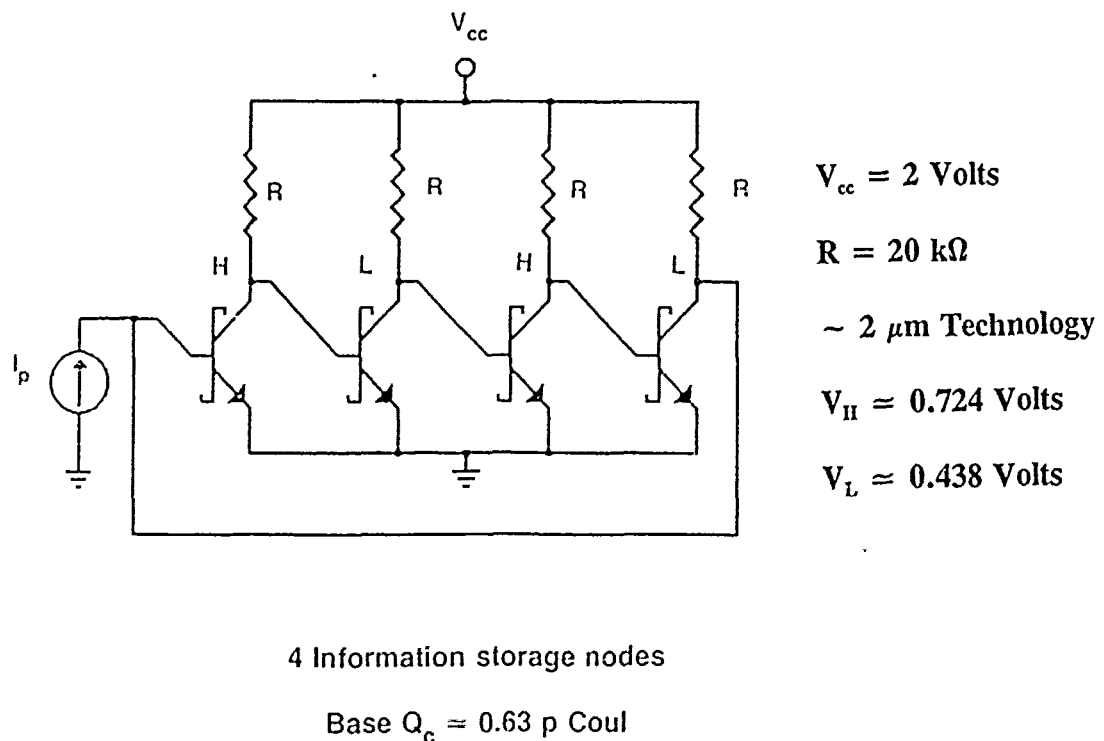 V_cc
R
R
R
R
H
L
H
L
I_p
V_cc = 2 Volts
R = 20 kΩ
~ 2 μm Technology
V_H ≃ 0.724 Volts
V_L ≃ 0.438 Volts
4 Information storage nodes
Base Q_c ≃ 0.63 p Coul